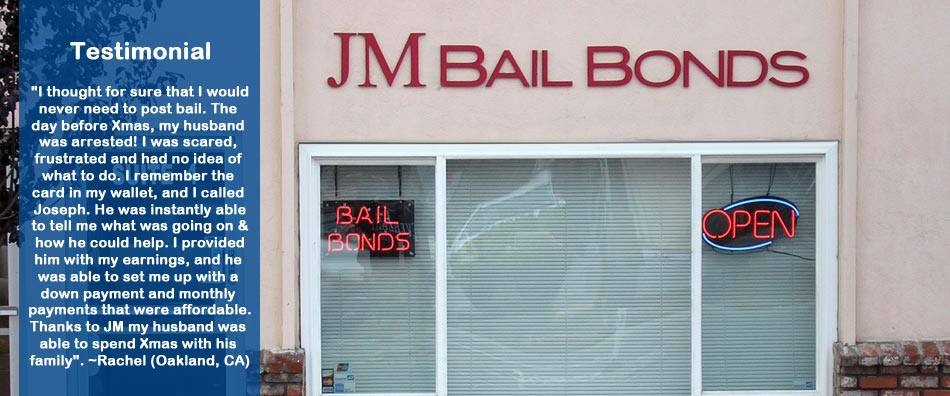 Testimonial
"I thought for sure that I would
never need to post bail. The
day before Xmas, my husband
was arrested! I was scared,
frustrated and had no idea of
what to do. I remember the
card in my wallet, and I called
Joseph. He was instantly able
to tell me what was going on &
how he could help. I provided
him with my earnings, and he
was able to set me up with a
down payment and monthly
payments that were affordable.
Thanks to JM my husband was
able to spend Xmas with his
family". ~Rachel (Oakland, CA)
JM BAIL BONDS
BAIL
BONDS
OPEN